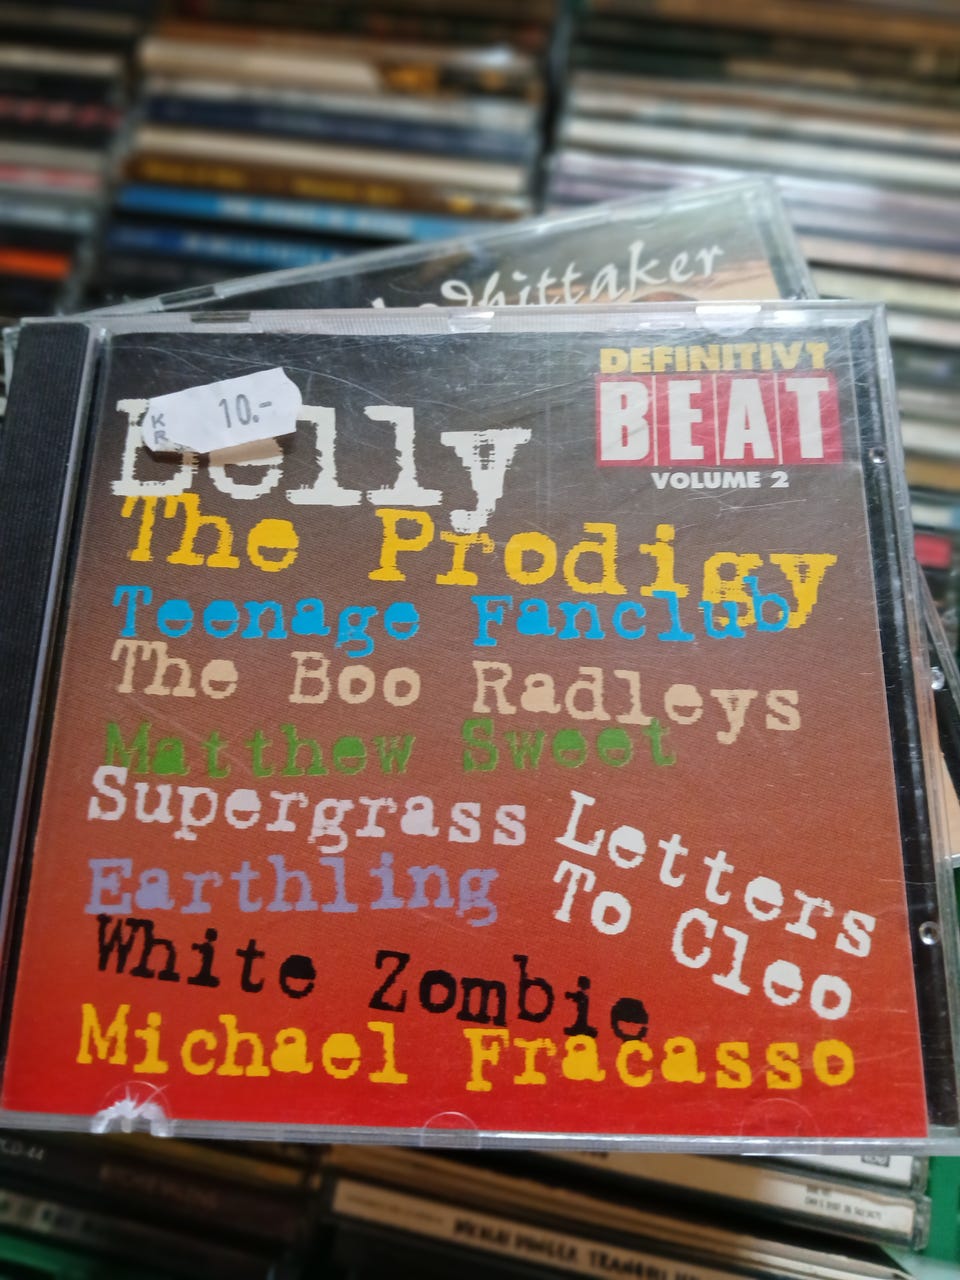 Whittaker
DEFINITIVT
BEAT
VOLUME 2
KR 10.-
Belly
The Prodigy
Teenage Fanclub
The Boo Radleys
Matthew Sweet
Supergrass
Letters
To Cleo
Earthling
White Zombie
Michael Fracasso